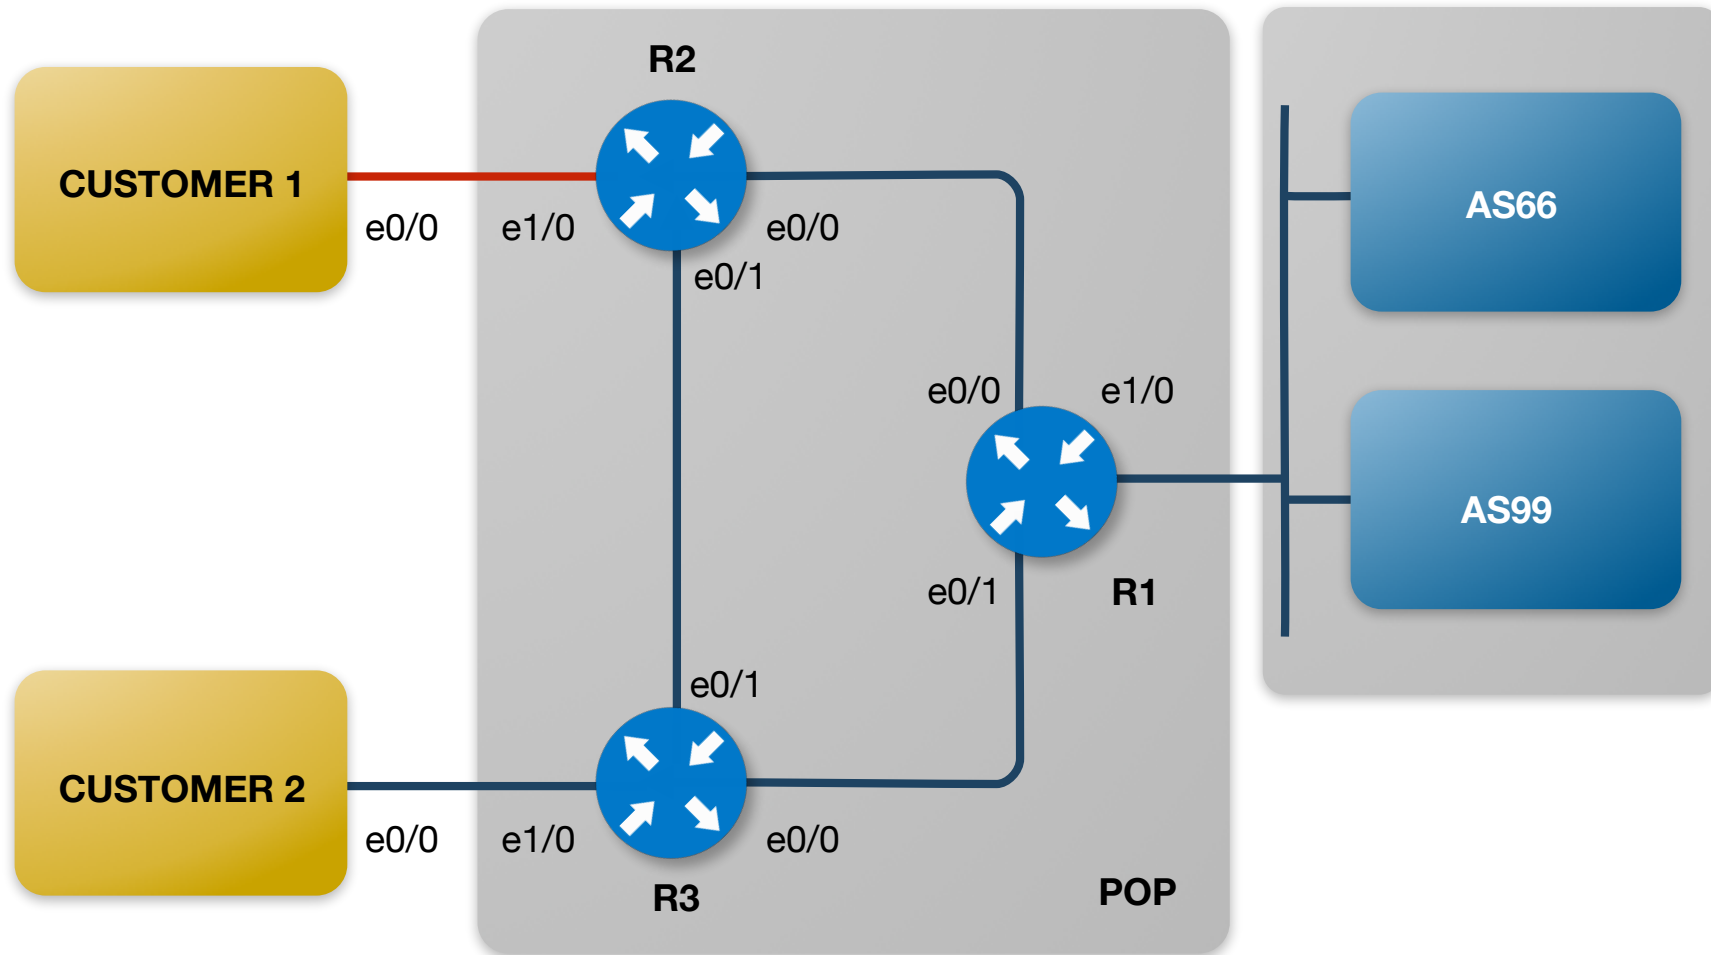 R2
CUSTOMER 1
e0/0
e1/0
e0/0
e0/1
AS66
e0/0
e1/0
AS99
e0/1
R1
e0/1
CUSTOMER 2
e0/0
e1/0
e0/0
R3
POP